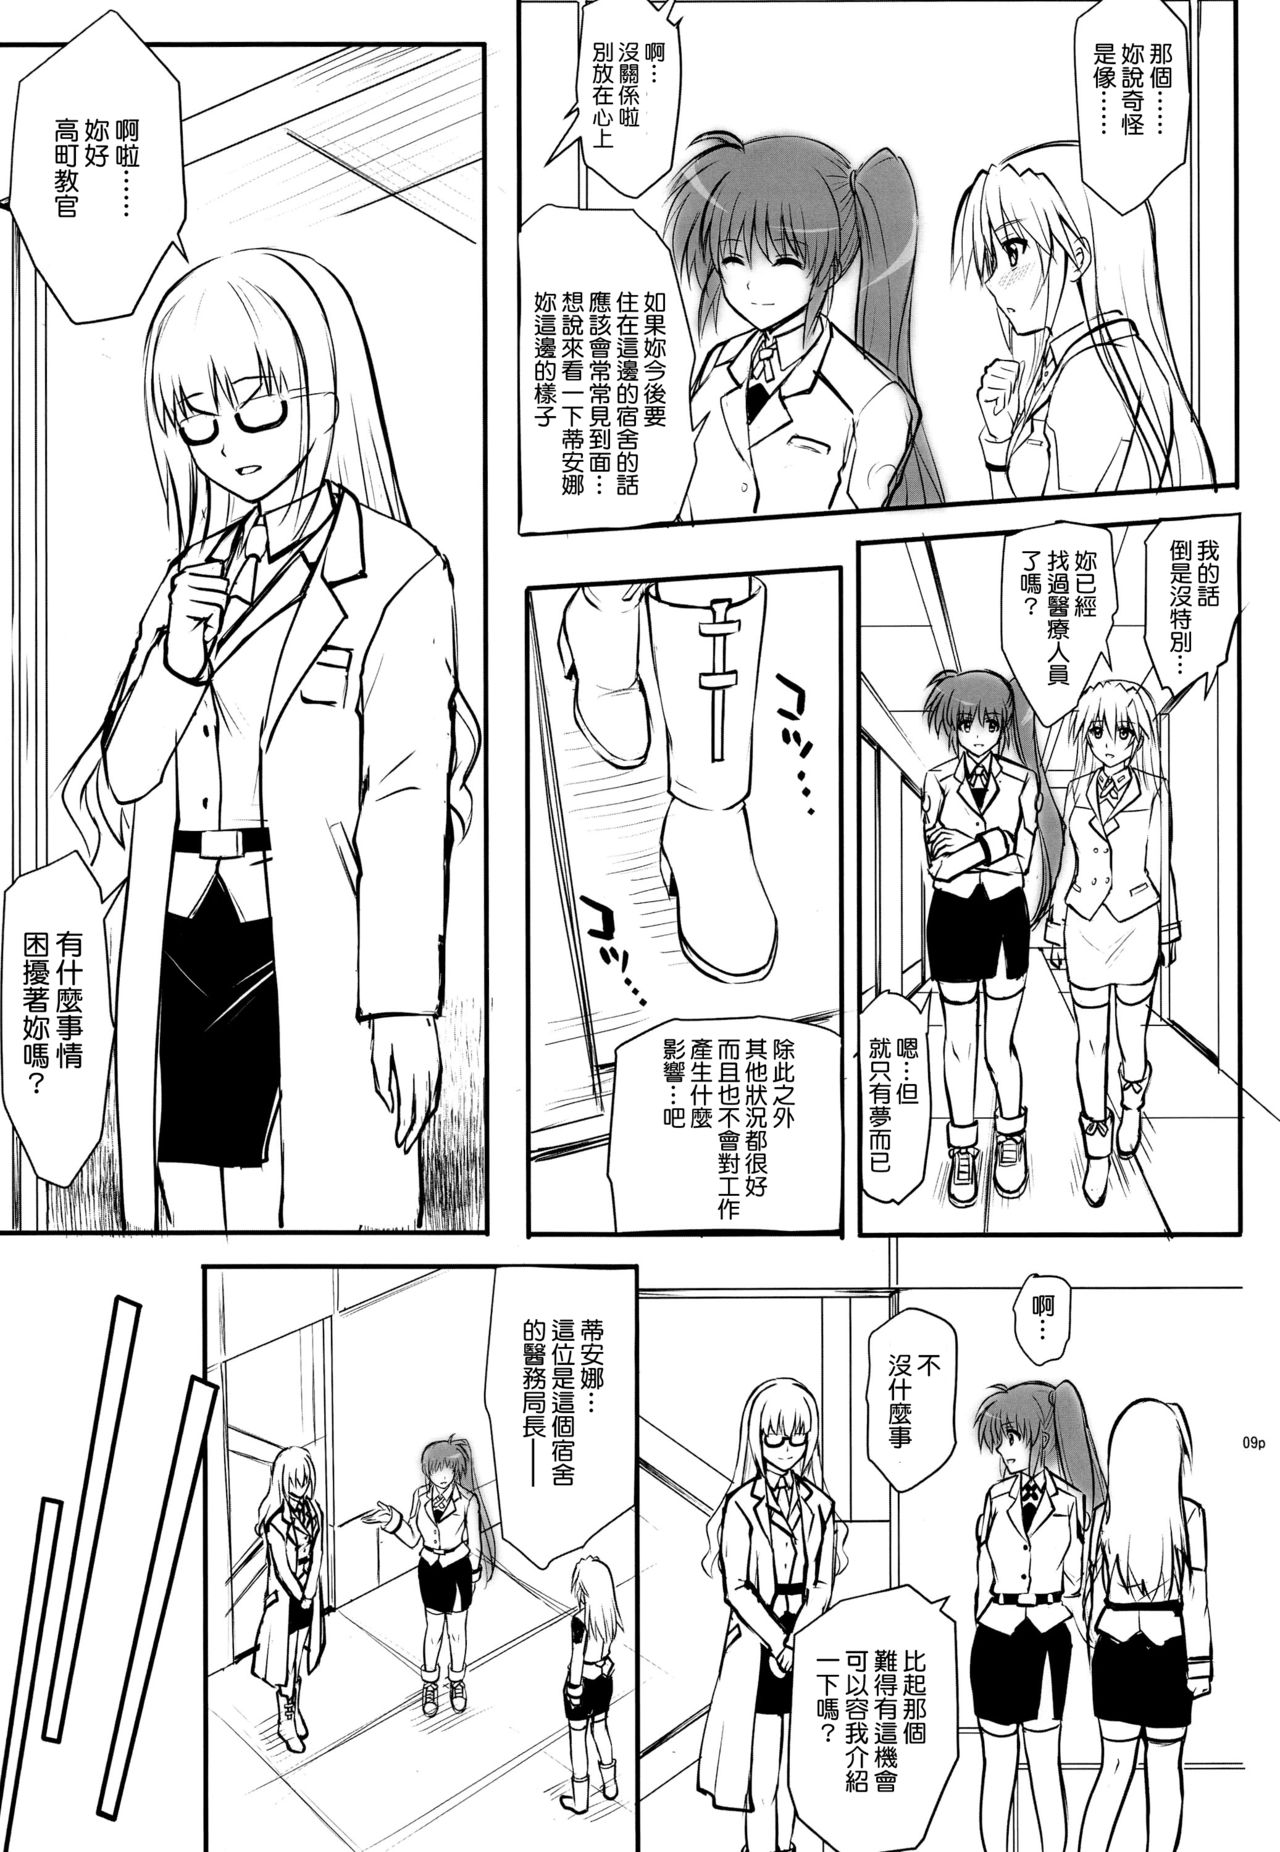 那個……
妳說奇怪
是像……
啊…
沒關係啦
別放在心上
如果妳今後要
住在這邊的宿舍的話
應該會常常見到面…
想說來看一下蒂安娜
妳這邊的樣子
我的話
倒是沒特別…
妳已經
找過醫療人員
了嗎？
嗯…但
就只有夢而已
コツ…
コツ…
除此之外
其他狀況都很好
而且也不會對工作
產生什麼
影響…吧
啊啦……
妳好
高町教官
有什麼事情
困擾著妳嗎？
啊…
不
沒什麼事
比起那個
難得有這機會
可以容我介紹
一下嗎？
蒂安娜…
這位是這個宿舍
的醫務局長——
09p